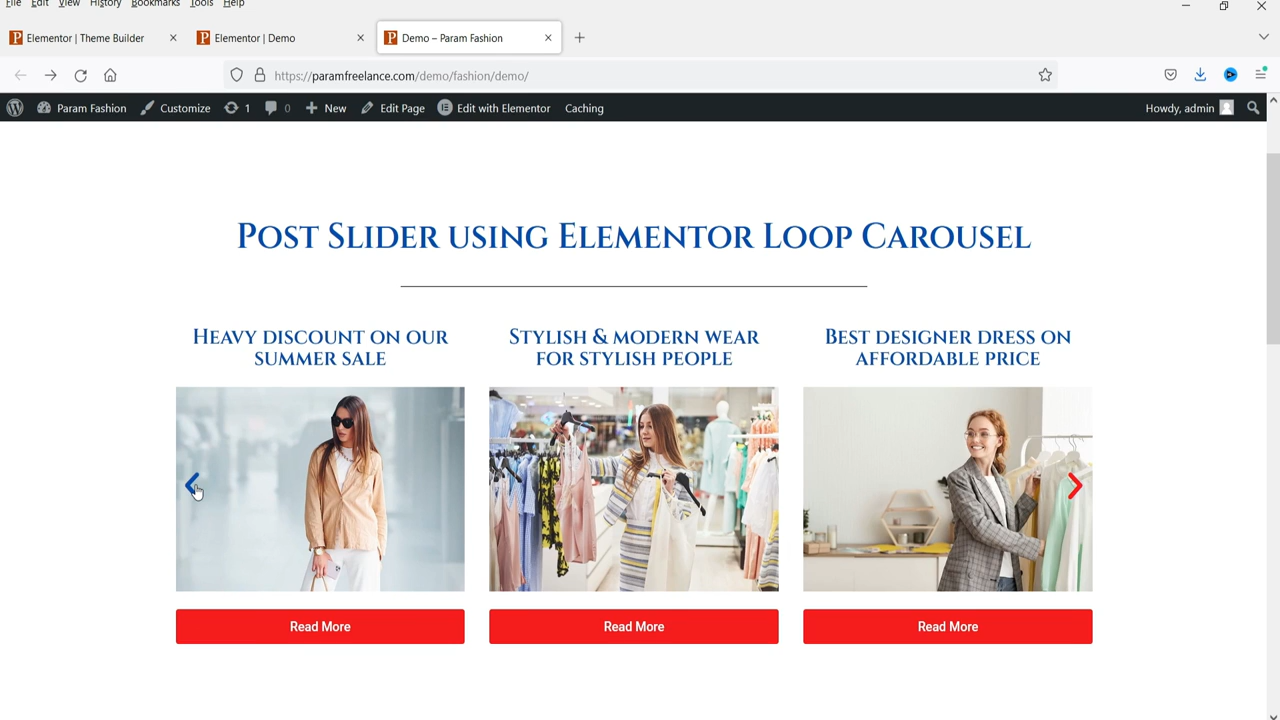 File Edit View History Bookmarks Tools Help
Elementor | Theme Builder
Elementor | Demo
Demo – Param Fashion
https://paramfreelance.com/demo/fashion/demo/
Param Fashion Customize 1 0 New Edit Page Edit with Elementor Caching Howdy, admin
Post Slider using Elementor Loop Carousel
Heavy discount on our
summer sale
Stylish & modern wear
for stylish people
Best designer dress on
affordable price
Read More
Read More
Read More